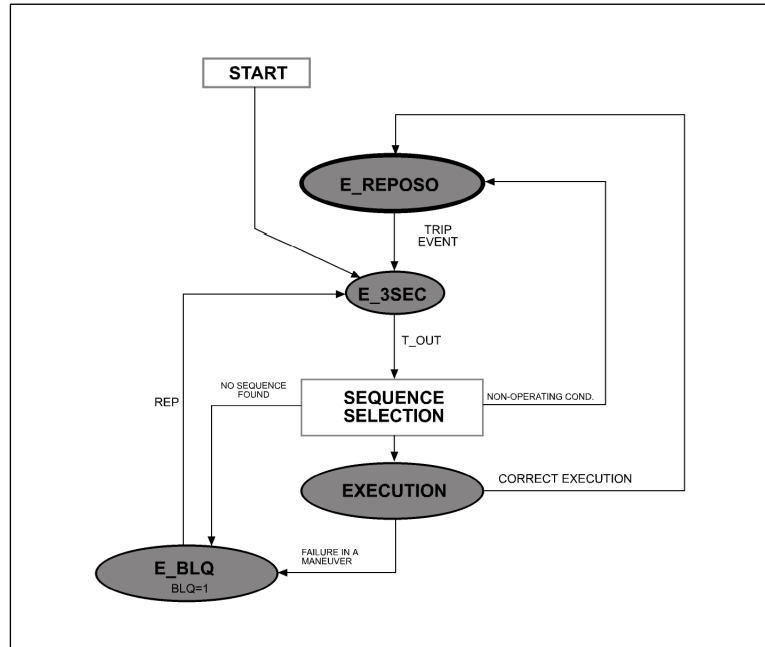 START
E_REPOSO
TRIP
EVENT
E_3SEC
T_OUT
NO SEQUENCE
FOUND
SEQUENCE
SELECTION
NON-OPERATING COND.
REP
EXECUTION
CORRECT EXECUTION
FAILURE IN A
MANEUVER
E_BLQ
BLQ=1